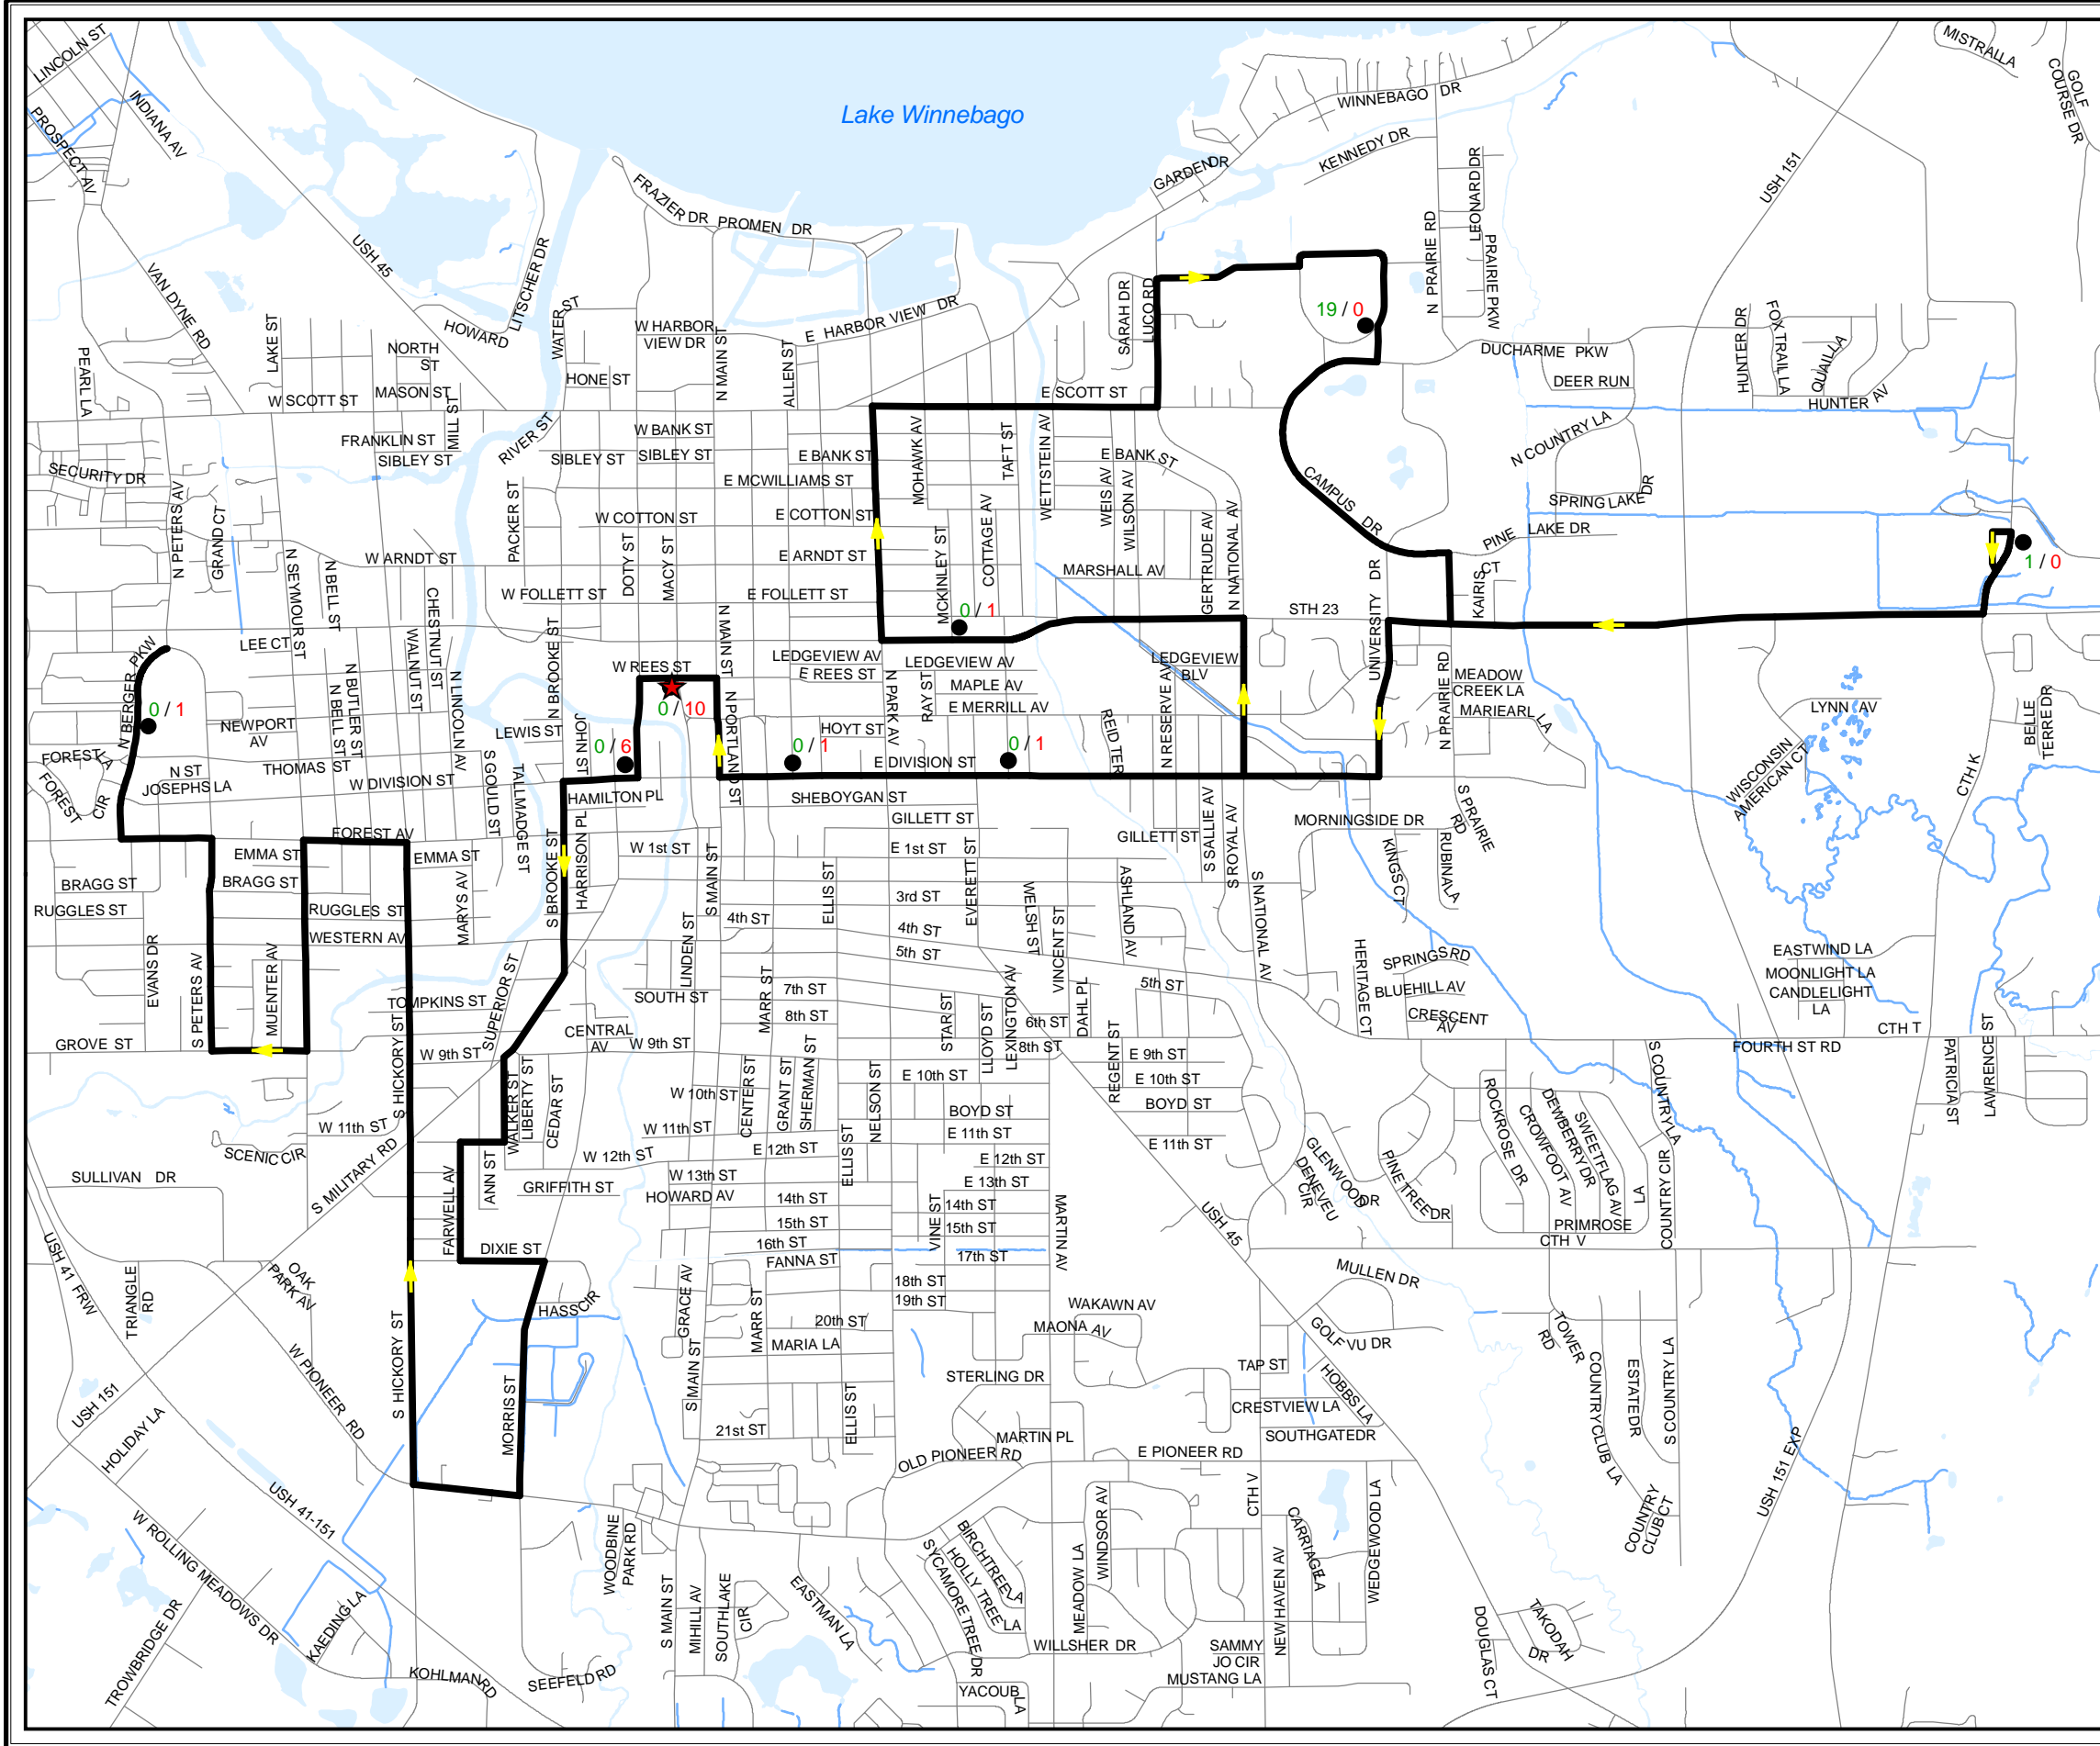 LINCOLN ST
INDIANA AV
PROSPECT AV
Lake Winnebago
MISTRALLA
GOLF
COURSE DR
WINNEBAGO DR
KENNEDY DR
GARDEN DR
USH 151
LEONARD DR
N PRAIRIE RD
PRAIRIE PKW
FRAZIER DR
PROMEN DR
USH 45
LITSCHER DR
VAN DYNE RD
HOWARD
WATER ST
W HARBOR
VIEW DR
E HARBOR VIEW DR
SARAH DR
LUCO RD
19 / 0
LAKE ST
PEARL LA
NORTH
ST
MASON ST
MILL ST
W SCOTT ST
HONE ST
N MAIN ST
ALLEN ST
E SCOTT ST
DUCHARME PKW
DEER RUN
HUNTER DR
FOX TRAIL LA
QUAILLA
HUNTER AV
FRANKLIN ST
SIBLEY ST
RIVER ST
SIBLEY ST
W BANK ST
SIBLEY ST
E BANK ST
E MCWILLIAMS ST
MOHAWK AV
TAFT ST
WETTSTEIN AV
E BANK ST
WEIS AV
WILSON AV
N COUNTRY LA
SPRING LAKE DR
SECURITY DR
N PETERS AV
GRAND CT
PACKER ST
W COTTON ST
E COTTON ST
CAMPUS DR
PINE LAKE DR
W ARNDT ST
N SEYMOUR ST
N BELL ST
DOTY ST
MACY ST
E ARNDT ST
MCKINLEY ST
COTTAGE AV
MARSHALL AV
GERTRUDE AV
N NATIONAL AV
UNIVERSITY DR
KAIRIS
CT
1 / 0
W FOLLETT ST
E FOLLETT ST
STH 23
0 / 1
LEE CT
CHESTNUT ST
WALNUT ST
N BUTLER ST
N BELL ST
N LINCOLN AV
N BROOKE ST
N MAIN ST
W REES ST
LEDGEVIEW AV
E REES ST
LEDGEVIEW AV
MAPLE AV
E MERRILL AV
LEDGEVIEW
BLV
MEADOW
CREEK LA
MARIEARL LA
N PRAIRIE RD
LYNN AV
BELLE
TERRE DR
N BERGER PKW
0 / 1
NEWPORT
AV
0 / 10
N PORTLAND ST
N PARK AV
RAY ST
FOREST LA
FOREST
CIR
N ST
JOSEPHS LA
THOMAS ST
W DIVISION ST
LEWIS ST
JOHN ST
0 / 6
0 / 1
HOYT ST
E DIVISION ST
0 / 1
REID TER
N RESERVE AV
WISCONSIN
AMERICAN CT
CTH K
S GOULD ST
TALLMADGE ST
HAMILTON PL
SHEBOYGAN ST
GILLETT ST
GILLETT ST
S SALLIE AV
S ROYAL AV
MORNINGSIDE DR
S PRAIRIE
RD
FOREST AV
EMMA ST
EMMA ST
BRAGG ST
BRAGG ST
S BROOKE ST
HARRISON PL
W 1st ST
S MAIN ST
E 1st ST
KINGS CT
RUBINA LA
RUGGLES ST
RUGGLES ST
MARYS AV
ELLIS ST
3rd ST
EVERETT ST
ASHLAND AV
S NATIONAL AV
WESTERN AV
4th ST
4th ST
5th ST
WELSH ST
VINCENT ST
HERITAGE CT
SPRINGS RD
BLUEHILL AV
CRESCENT
AV
EASTWIND LA
MOONLIGHT LA
CANDLELIGHT
LA
EVANS DR
S PETERS AV
MUENTER AV
TOMPKINS ST
SUPERIOR ST
LINDEN ST
SOUTH ST
MARR ST
7th ST
8th ST
STAR ST
LLOYD ST
LEXINGTON AV
DAHL PL
5th ST
6th ST
8th ST
GROVE ST
S HICKORY ST
W 9th ST
CENTRAL
AV
W 9th ST
REGENT ST
E 9th ST
E 10th ST
CTH T
FOURTH ST RD
S COUNTRY LA
PATRICIA ST
LAWRENCE ST
WALKER ST
LIBERTY ST
CEDAR ST
W 10th ST
CENTER ST
GRANT ST
SHERMAN ST
NELSON ST
E 10th ST
BOYD ST
E 11th ST
BOYD ST
E 11th ST
W 11th ST
SCENIC CIR
S MILITARY RD
W 11th ST
W 12th ST
E 12th ST
ELLIS ST
E 12th ST
E 13th ST
GLENWOOD DR
DENEVEU
CIR
PINE TREE DR
ROCKROSE DR
CROWFOOT AV
DEWBERRY DR
SWEETFLAG AV
LA
COUNTRY CIR
PRIMROSE
SULLIVAN DR
FARWELL AV
ANN ST
GRIFFITH ST
W 13th ST
HOWARD AV
14th ST
15th ST
16th ST
FANNA ST
VINE ST
14th ST
15th ST
17th ST
MARTIN AV
USH 45
CTH V
DIXIE ST
USH 41 FRW
TRIANGLE
RD
OAK
PARK AV
HASS CIR
GRACE AV
MARR ST
18th ST
19th ST
20th ST
MARIA LA
WAKAWN AV
MAONA AV
MULLEN DR
GOLF VU DR
TOWER
RD
COUNTRY CLUB LA
ESTATE DR
S COUNTRY LA
W PIONEER RD
S HICKORY ST
MORRIS ST
S MAIN ST
ELLIS ST
STERLING DR
TAP ST
HOBBS LA
CRESTVIEW LA
SOUTHGATE DR
USH 151
HOLIDAY LA
21st ST
OLD PIONEER RD
MARTIN PL
E PIONEER RD
USH 151 EXP
USH 41-151
W ROLLING MEADOWS DR
WOODBINE
PARK RD
CTH V
WEDGEWOOD LA
COUNTRY
CLUB CT
BIRCHTREE LA
HOLLY TREE LA
SYCAMORE TREE DR
WINDSOR AV
MEADOW LA
NEW HAVEN AV
CARRIAGE LA
TROWBRIDGE DR
KAEDING LA
KOHLMAN RD
SEEFELD RD
S MAIN ST
MIHILL AV
SOUTHLAKE
CIR
EASTMAN LA
WILLSHER DR
SAMMY
JO CIR
MUSTANG LA
YACOUB LA
DOUGLAS CT
TAKODAH
DR